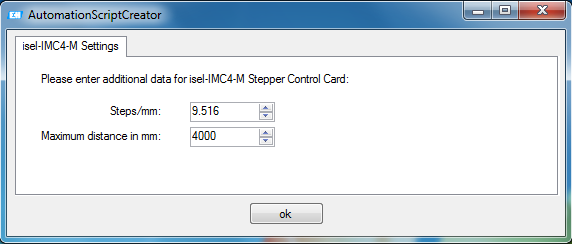 AutomationScriptCreator
isel-IMC4-M Settings
Please enter additional data for isel-IMC4-M Stepper Control Card:
Steps/mm: 9.516
Maximum distance in mm: 4000
ok